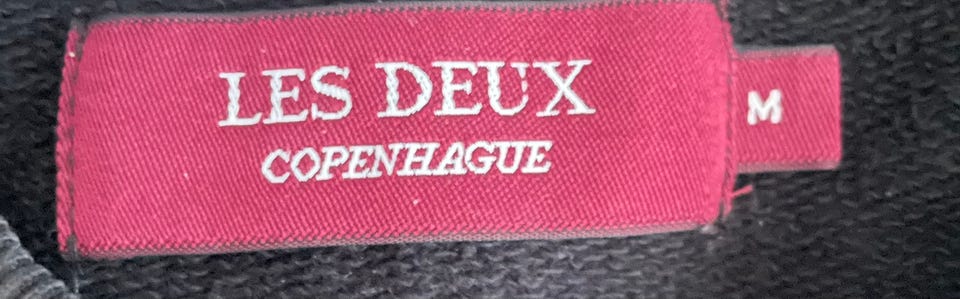 LES DEUX
COPENHAGUE
M